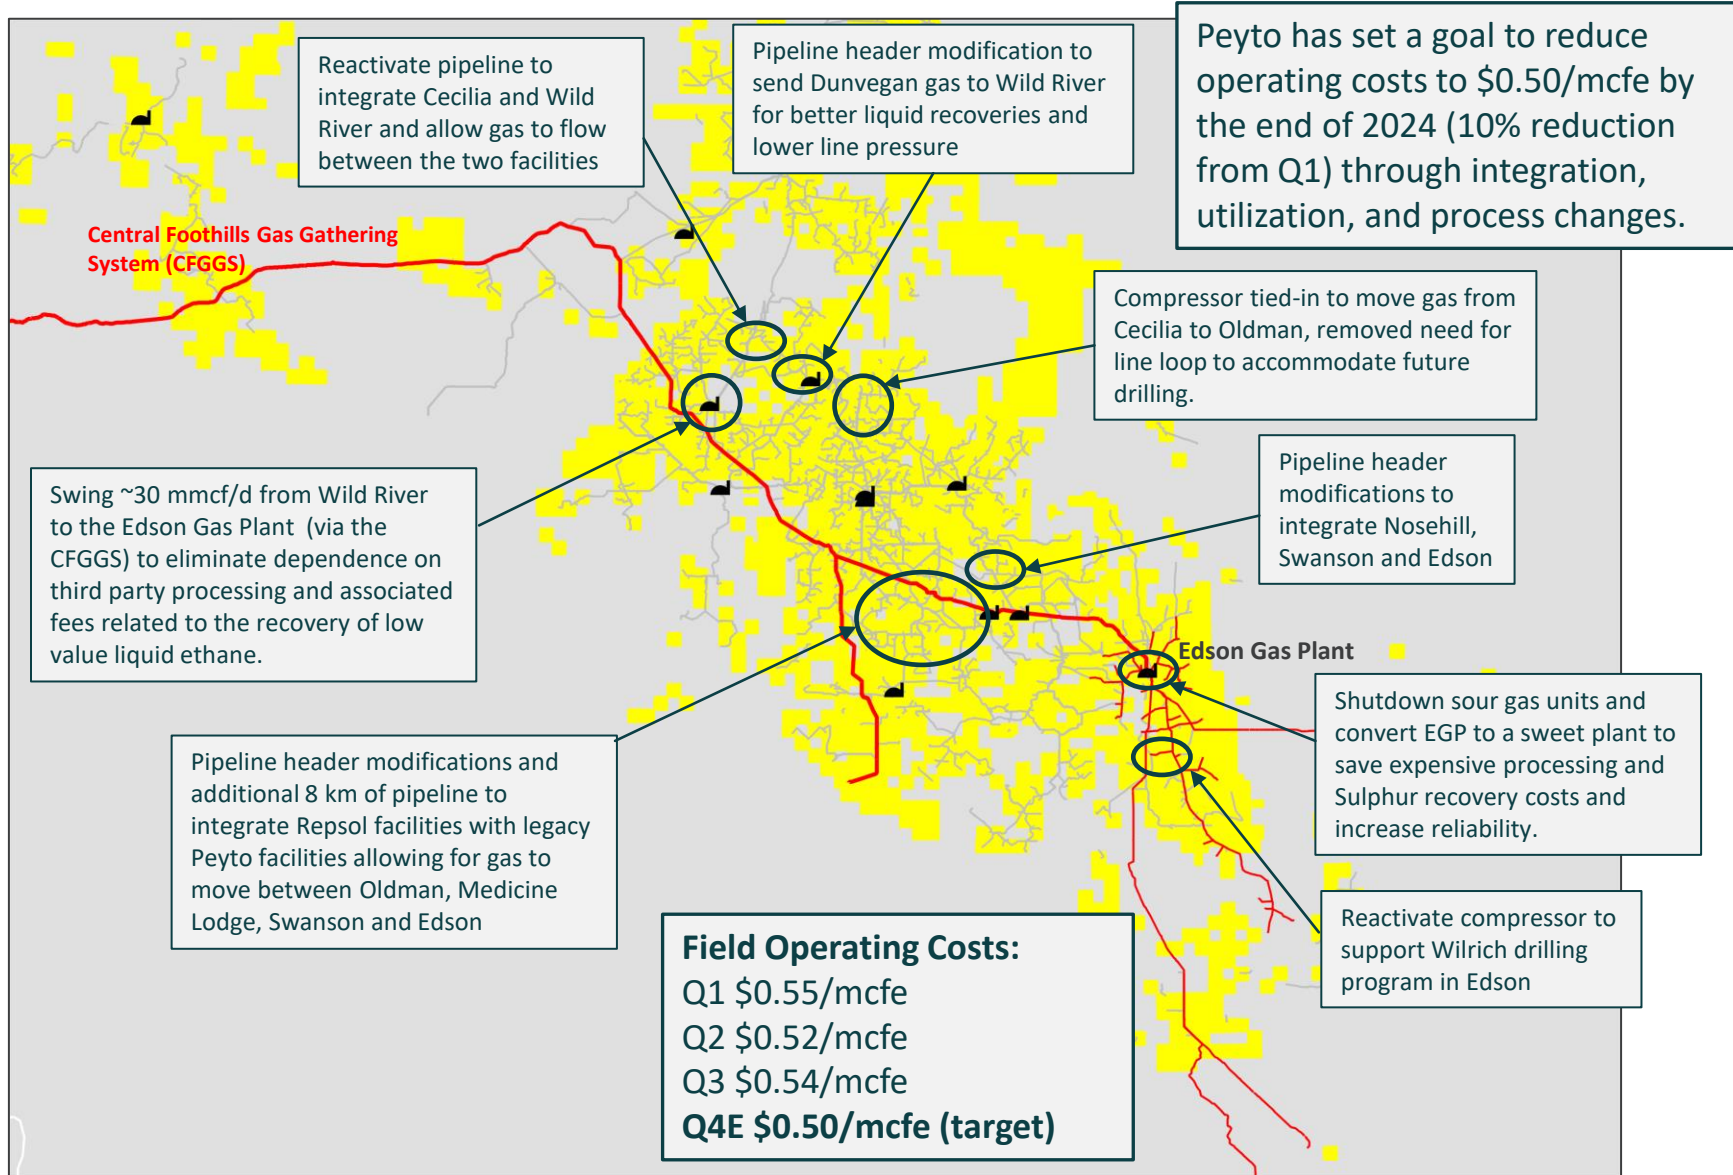 Reactivate pipeline to
integrate Cecilia and Wild
River and allow gas to flow
between the two facilities
Pipeline header modification to
send Dunvegan gas to Wild River
for better liquid recoveries and
lower line pressure
Peyto has set a goal to reduce
operating costs to $0.50/mcfe by
the end of 2024 (10% reduction
from Q1) through integration,
utilization, and process changes.
Central Foothills Gas Gathering
System (CFGGS)
Compressor tied-in to move gas from
Cecilia to Oldman, removed need for
line loop to accommodate future
drilling.
Swing ~30 mmcf/d from Wild River
to the Edson Gas Plant (via the
CFGGS) to eliminate dependence on
third party processing and associated
fees related to the recovery of low
value liquid ethane.
Pipeline header
modifications to
integrate Nosehill,
Swanson and Edson
Edson Gas Plant
Shutdown sour gas units and
convert EGP to a sweet plant to
save expensive processing and
Sulphur recovery costs and
increase reliability.
Pipeline header modifications and
additional 8 km of pipeline to
integrate Repsol facilities with legacy
Peyto facilities allowing for gas to
move between Oldman, Medicine
Lodge, Swanson and Edson
Reactivate compressor to
support Wilrich drilling
program in Edson
Field Operating Costs:
Q1 $0.55/mcfe
Q2 $0.52/mcfe
Q3 $0.54/mcfe
Q4E $0.50/mcfe (target)